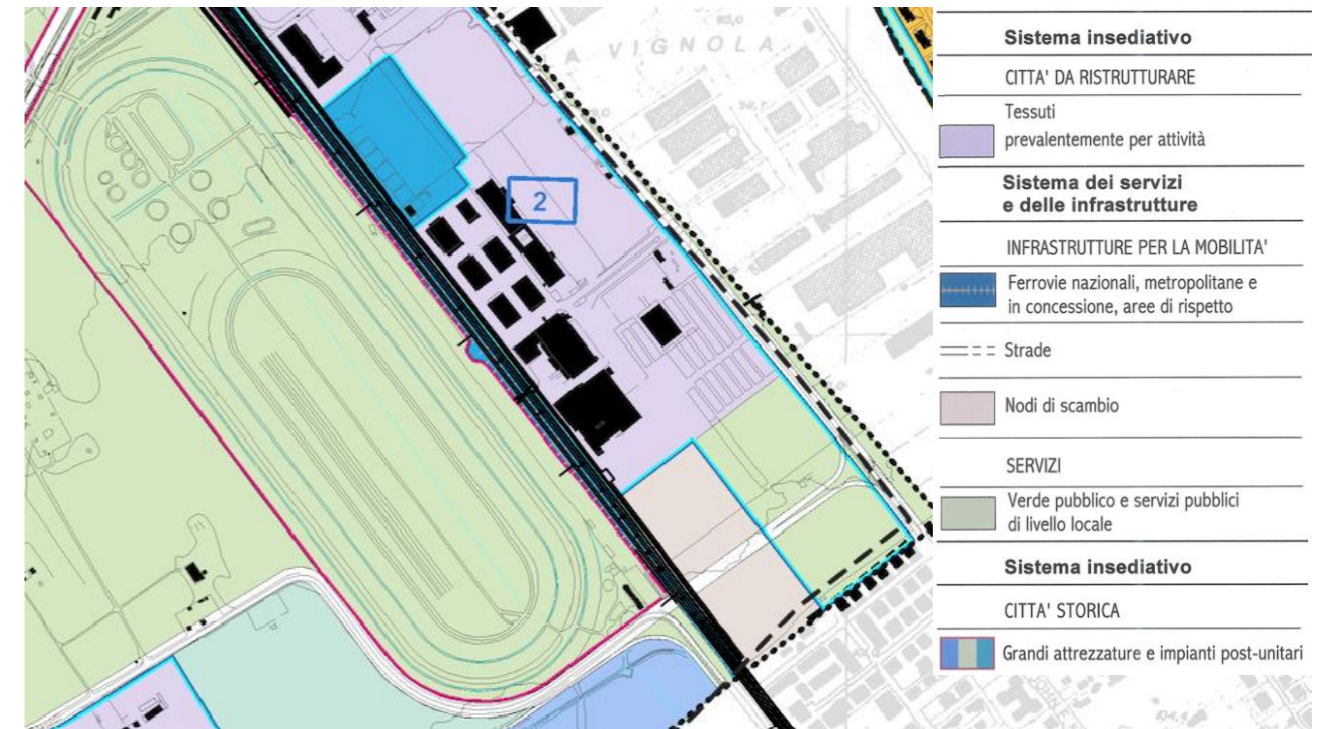 A VIGNOLA
2
Sistema insediativo
CITTA' DA RISTRUTTURARE
Tessuti
prevalentemente per attività
Sistema dei servizi
e delle infrastrutture
INFRASTRUTTURE PER LA MOBILITA'
Ferrovie nazionali, metropolitane e
in concessione, aree di rispetto
Strade
Nodi di scambio
SERVIZI
Verde pubblico e servizi pubblici
di livello locale
Sistema insediativo
CITTA' STORICA
Grandi attrezzature e impianti post-unitari